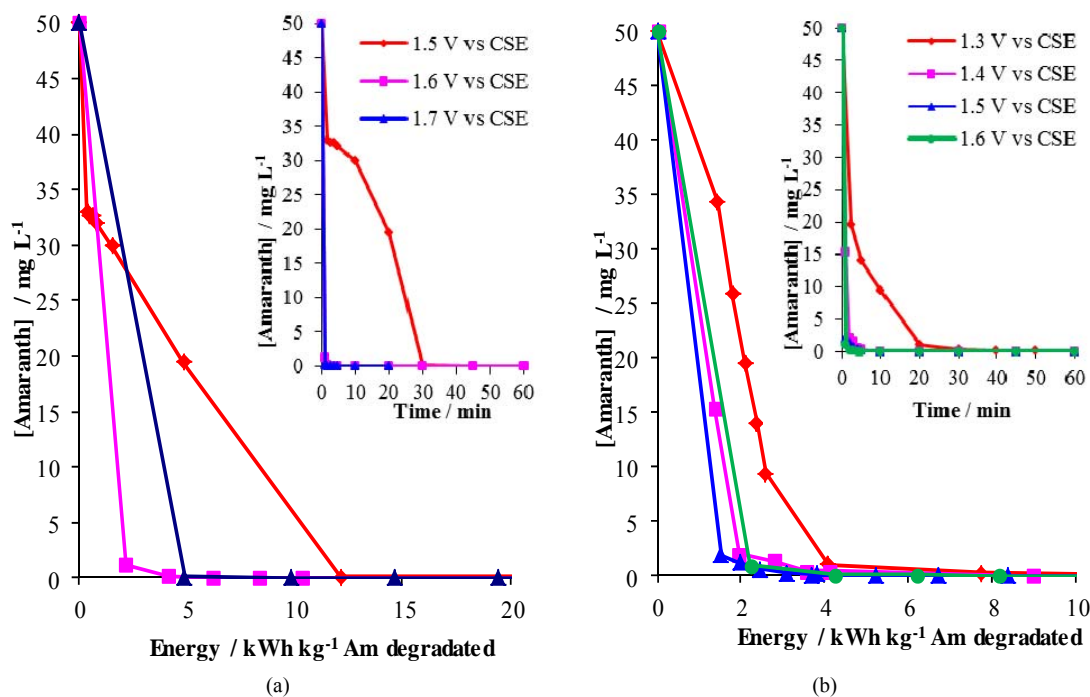 50
45
40
35
30
25
20
15
10
5
0
[Amaranth] / mg L-1
0
5
10
15
20
Energy / kWh kg-1 Am degradated
50
45
40
35
30
25
20
15
10
5
0
[Amaranth] / mg L-1
0 10 20 30 40 50 60
Time / min
1.5 V vs CSE
1.6 V vs CSE
1.7 V vs CSE
(a)
50
45
40
35
30
25
20
15
10
5
0
[Amaranth] / mg L-1
0 2 4 6 8 10
Energy / kWh kg-1 Am degradated
50
45
40
35
30
25
20
15
10
5
0
[Amaranth] / mg L-1
0 10 20 30 40 50 60
Time / min
1.3 V vs CSE
1.4 V vs CSE
1.5 V vs CSE
1.6 V vs CSE
(b)